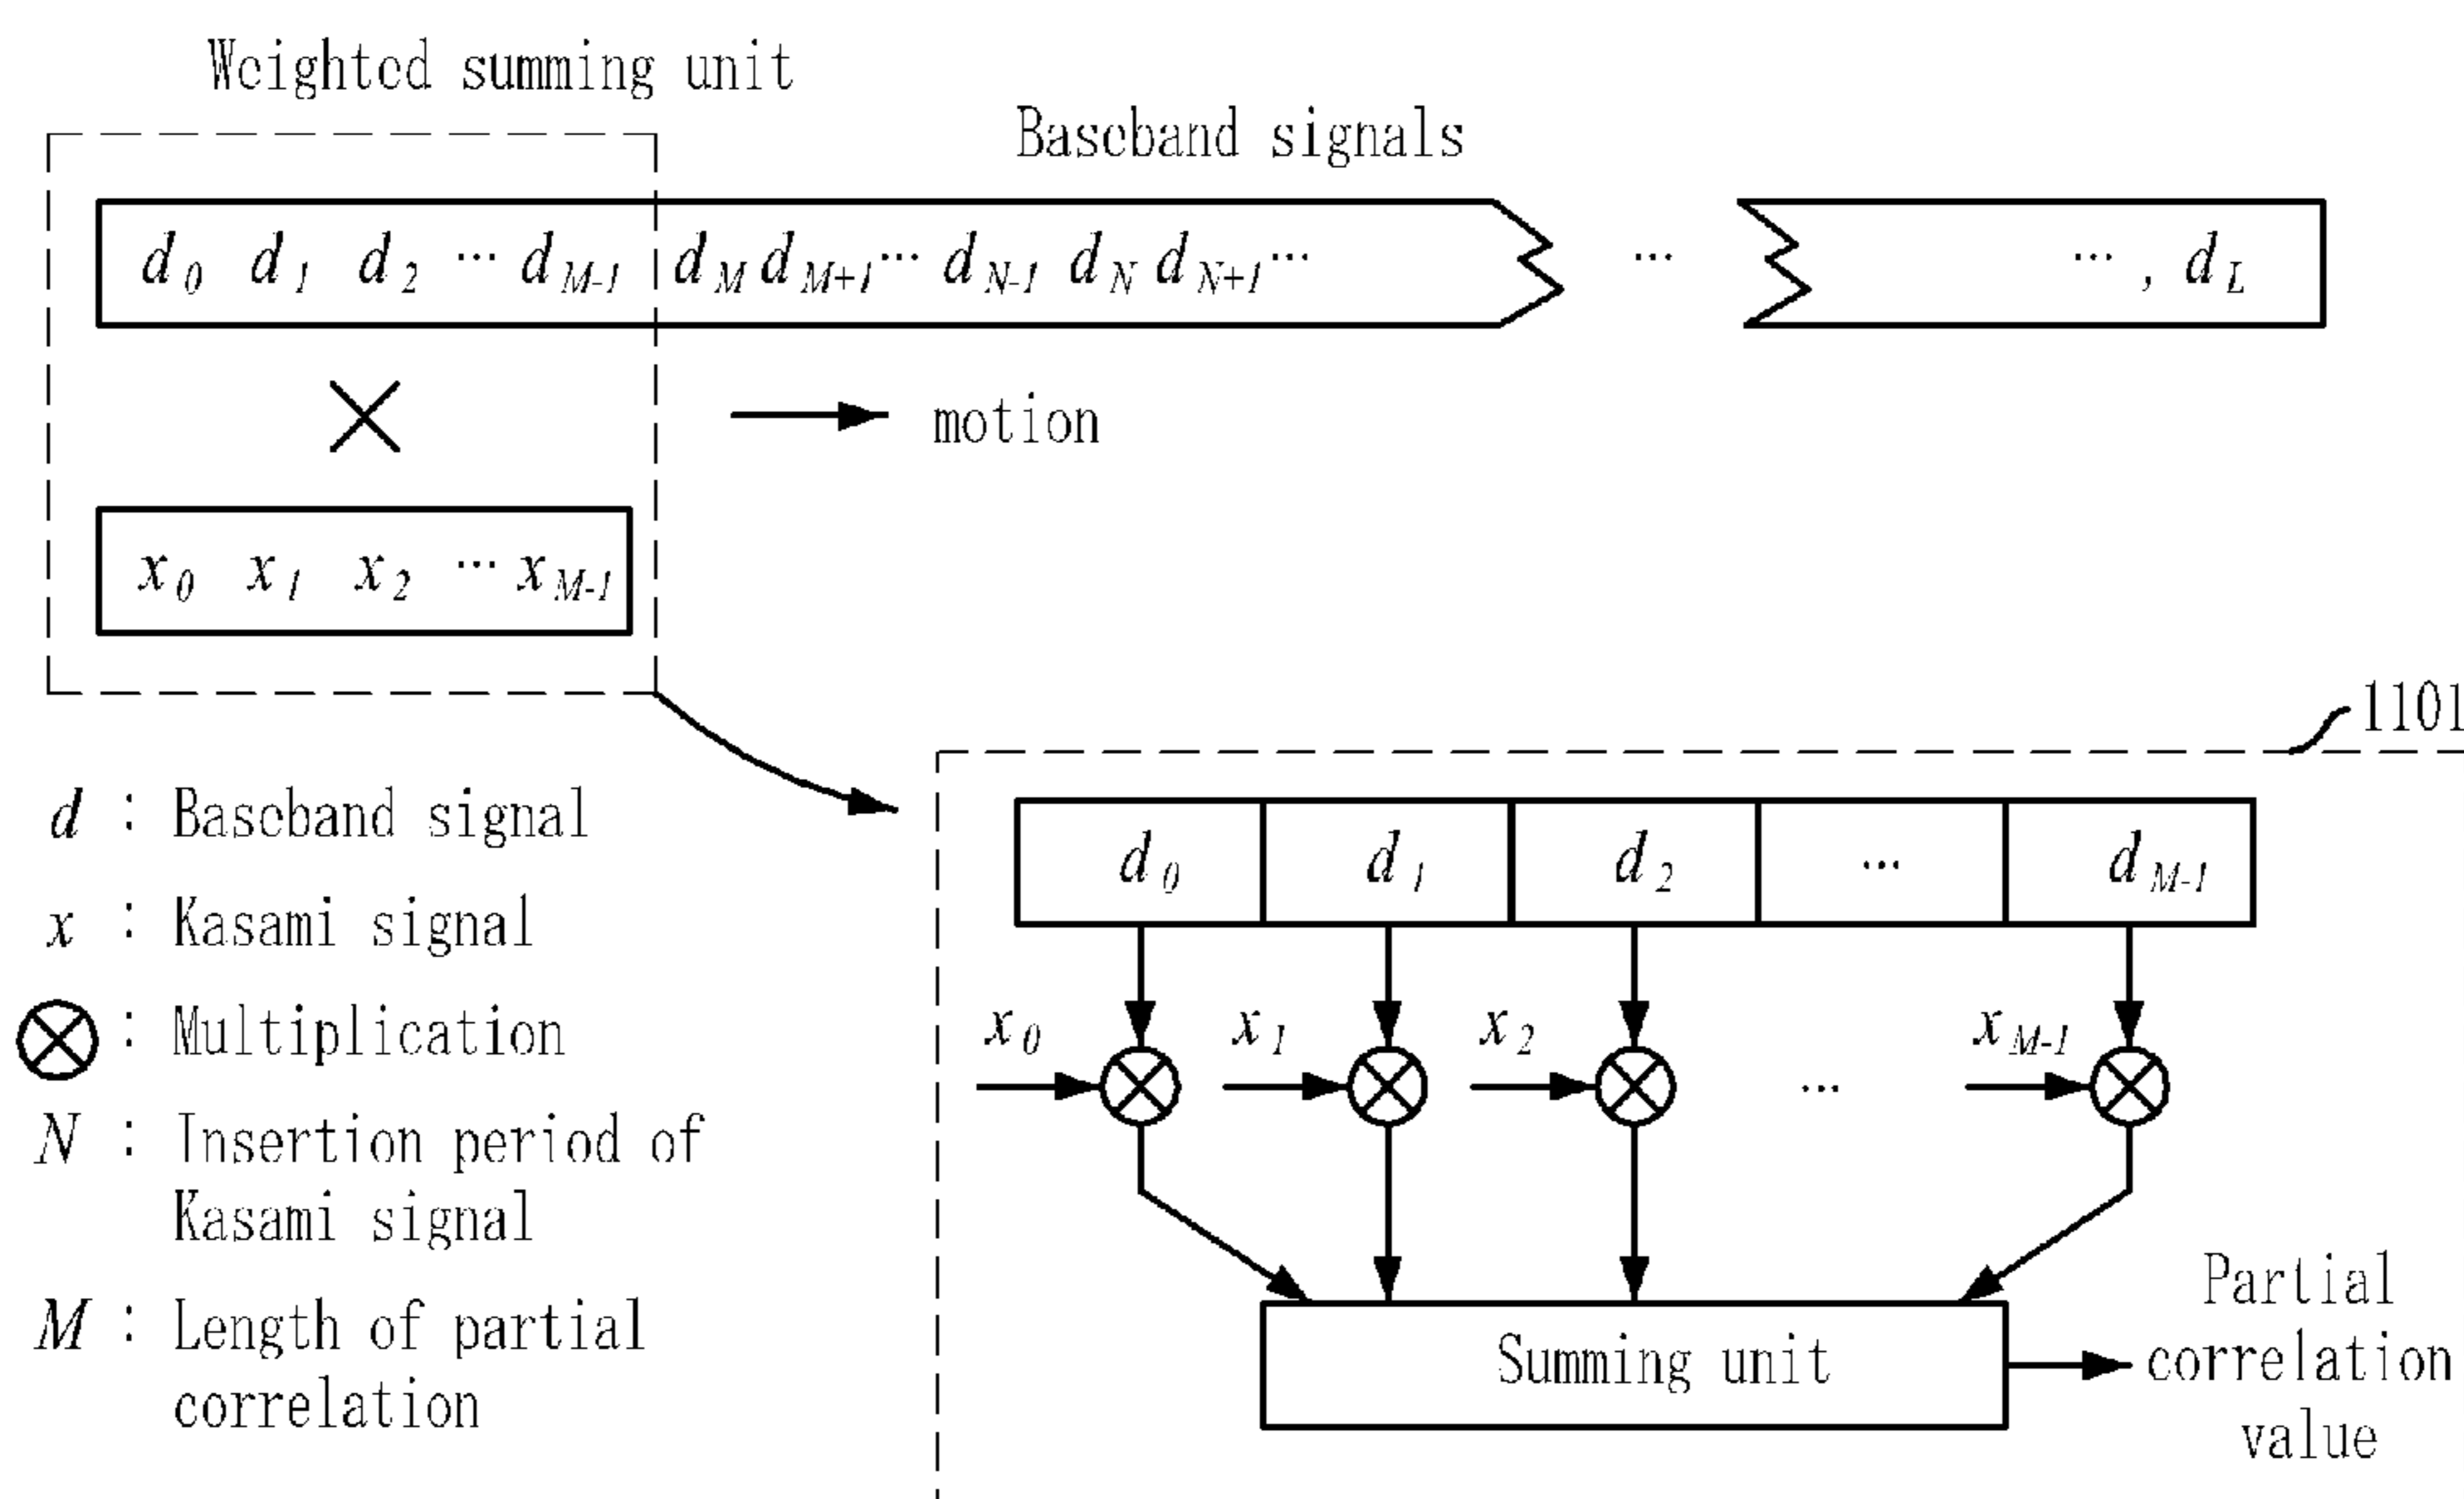 Weighted summing unit
Baseband signals
d0 d1 d2 ... dM-1 dM dM+1 ... dN-1 dN dN+1 ... ... ... , dL
motion
x0 x1 x2 ... xM-1
1101
d : Baseband signal
x : Kasami signal
⊗ : Multiplication
N : Insertion period of
Kasami signal
M : Length of partial
correlation
d0 d1 d2 ... dM-1
x0 x1 x2 ... xM-1
Summing unit
Partial
correlation
value